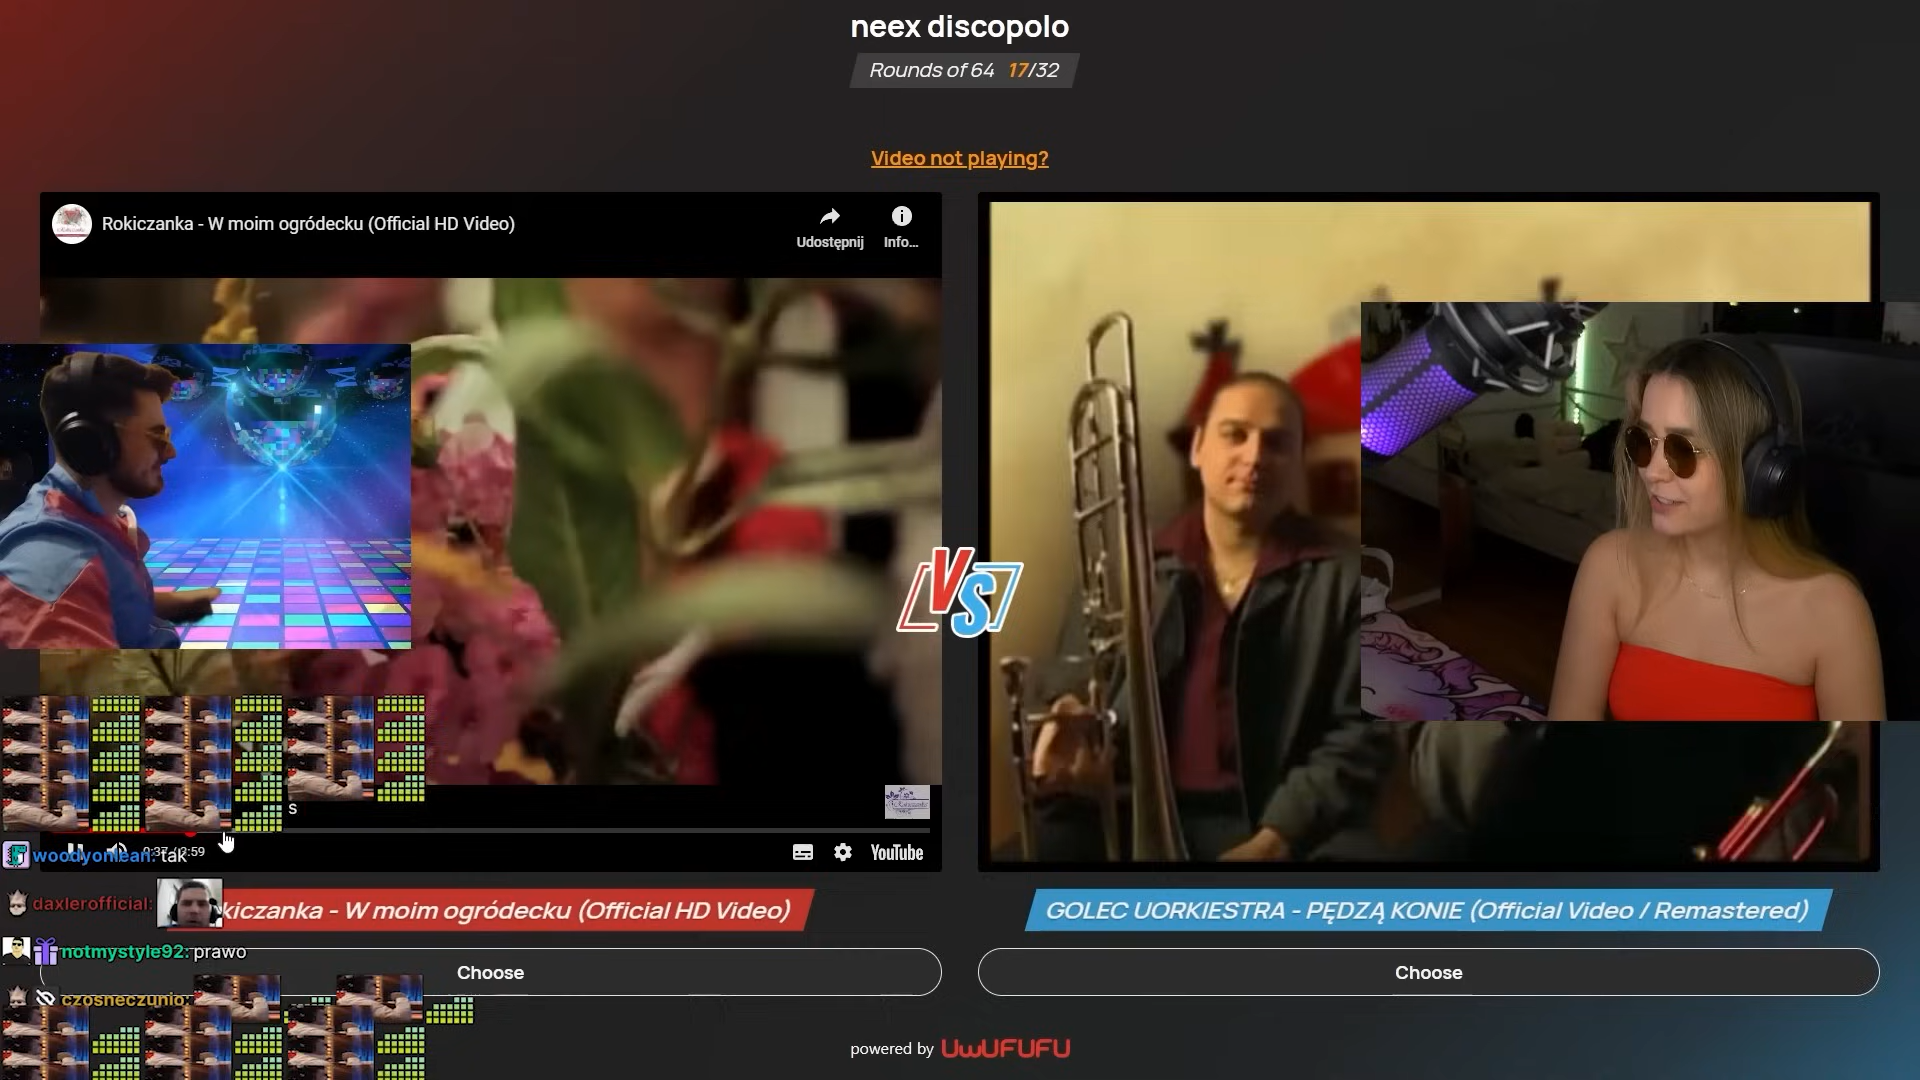 neex discopolo
Rounds of 64 17/32
Video not playing?
Rokiczanka - W moim ogródecku (Official HD Video)
Udostępnij
Info...
VS
s
YouTube
woodyonlean: tak
daxlerofficial:
kiczanka - W moim ogródecku (Official HD Video)
GOLEC UORKIESTRA - PĘDZĄ KONIE (Official Video / Remastered)
notmystyle92: prawo
Choose
Choose
czosneczunio:
powered by UwUFUFU